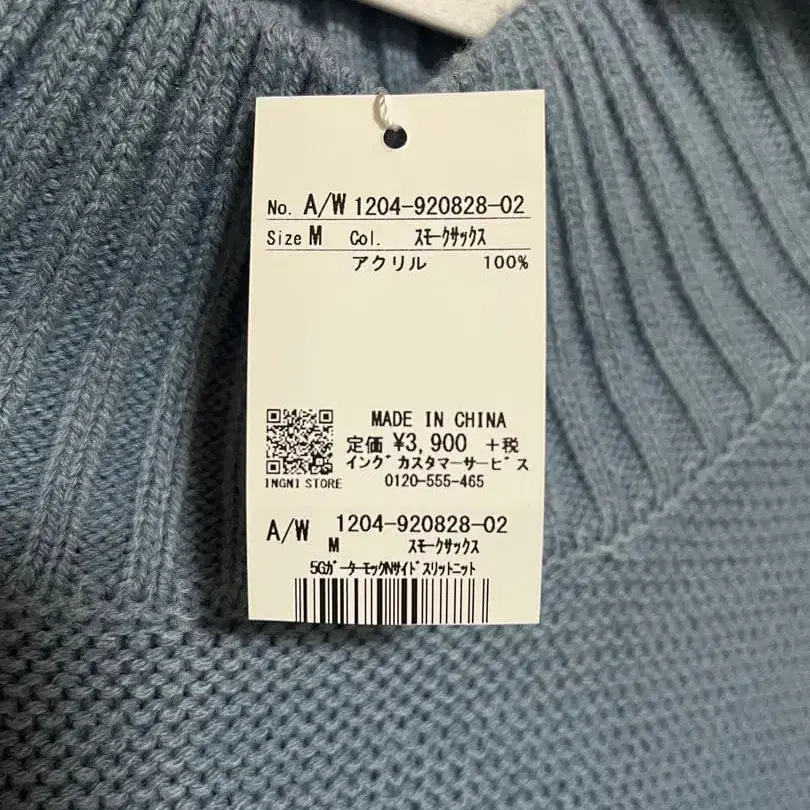 No. A/W 1204-920828-02
Size M Col. スモークサックス
アクリル 100%
MADE IN CHINA
定価 ¥3,900 +税
イング カスタマーサービス
INGNI STORE 0120-555-465
A/W 1204-920828-02
M スモークサックス
5GガーターモックNサイドスリットニット